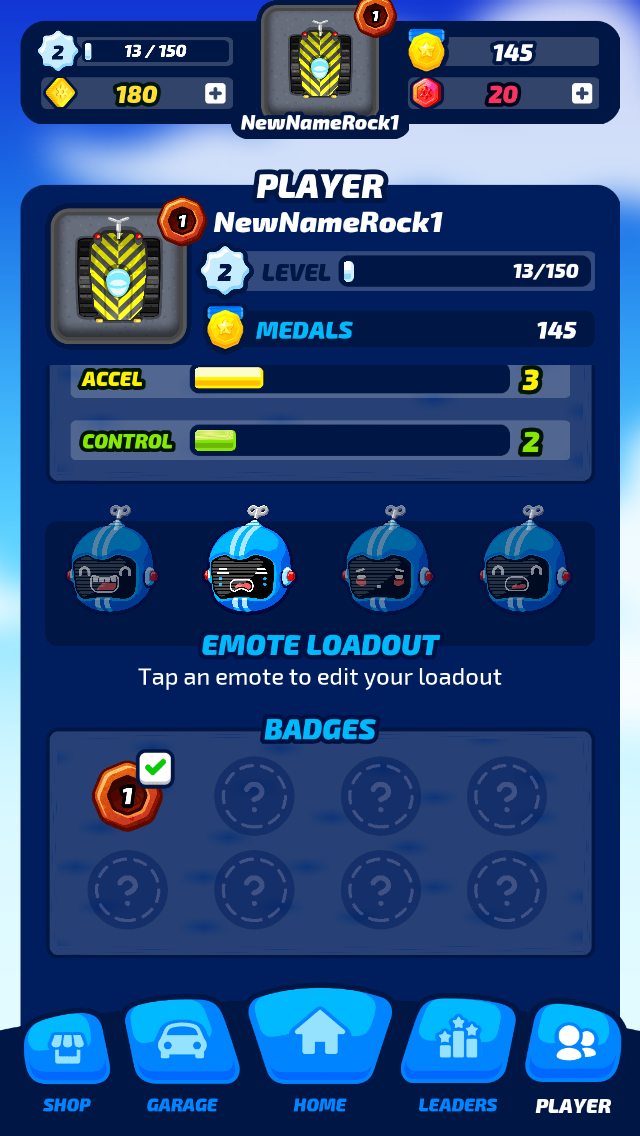 1
2 13 / 150
145
180
20
NewNameRock1
PLAYER
1
NewNameRock1
2 LEVEL 13/150
MEDALS 145
ACCEL 3
CONTROL 2
EMOTE LOADOUT
Tap an emote to edit your loadout
BADGES
1 ? ? ?
? ? ? ?
SHOP GARAGE HOME LEADERS PLAYER